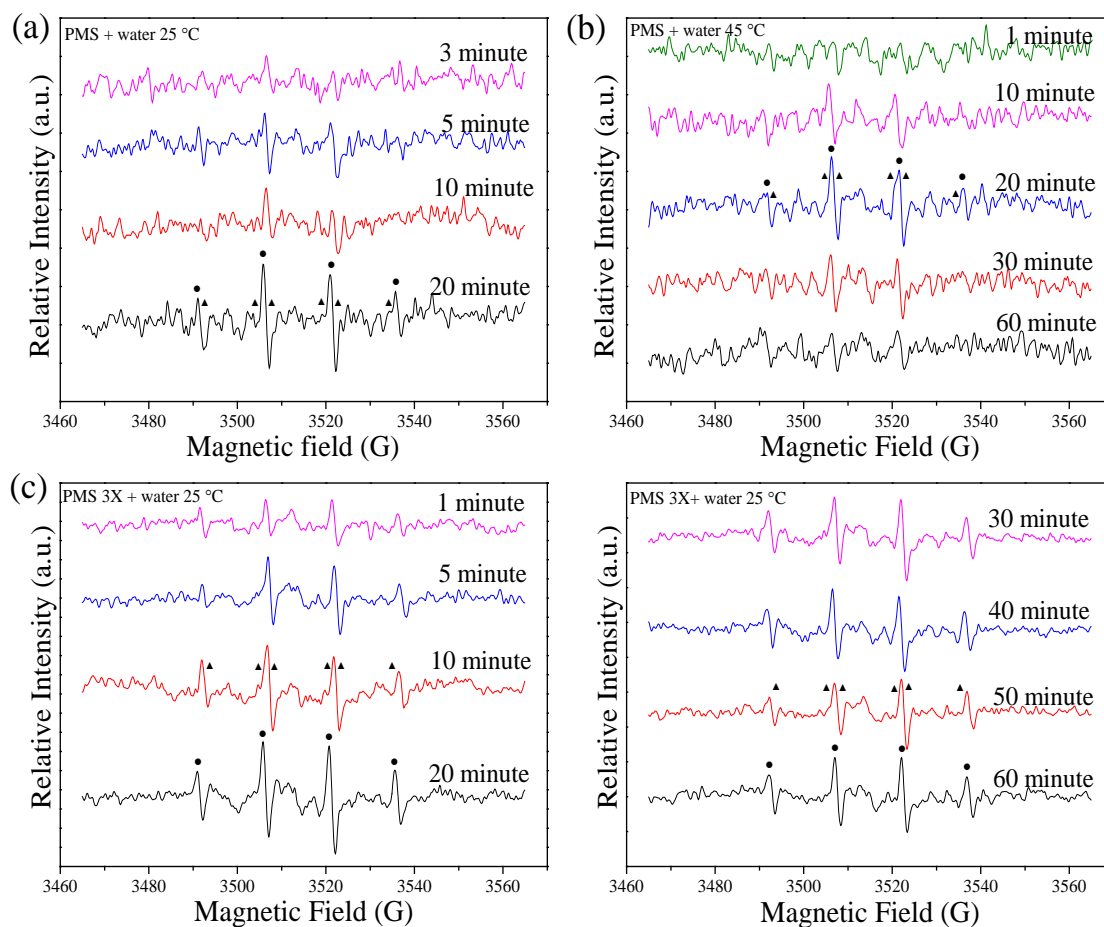 (a)
PMS + water 25 °C
3 minute
5 minute
10 minute
20 minute
Relative Intensity (a.u.)
3460 3480 3500 3520 3540 3560
Magnetic field (G)
(b)
PMS + water 45 °C
1 minute
10 minute
20 minute
30 minute
60 minute
Relative Intensity (a.u.)
3460 3480 3500 3520 3540 3560
Magnetic Field (G)
(c)
PMS 3X + water 25 °C
1 minute
5 minute
10 minute
20 minute
Relative Intensity (a.u.)
3460 3480 3500 3520 3540 3560
Magnetic Field (G)
PMS 3X+ water 25 °C
30 minute
40 minute
50 minute
60 minute
Relative Intensity (a.u.)
3460 3480 3500 3520 3540 3560
Magnetic Field (G)